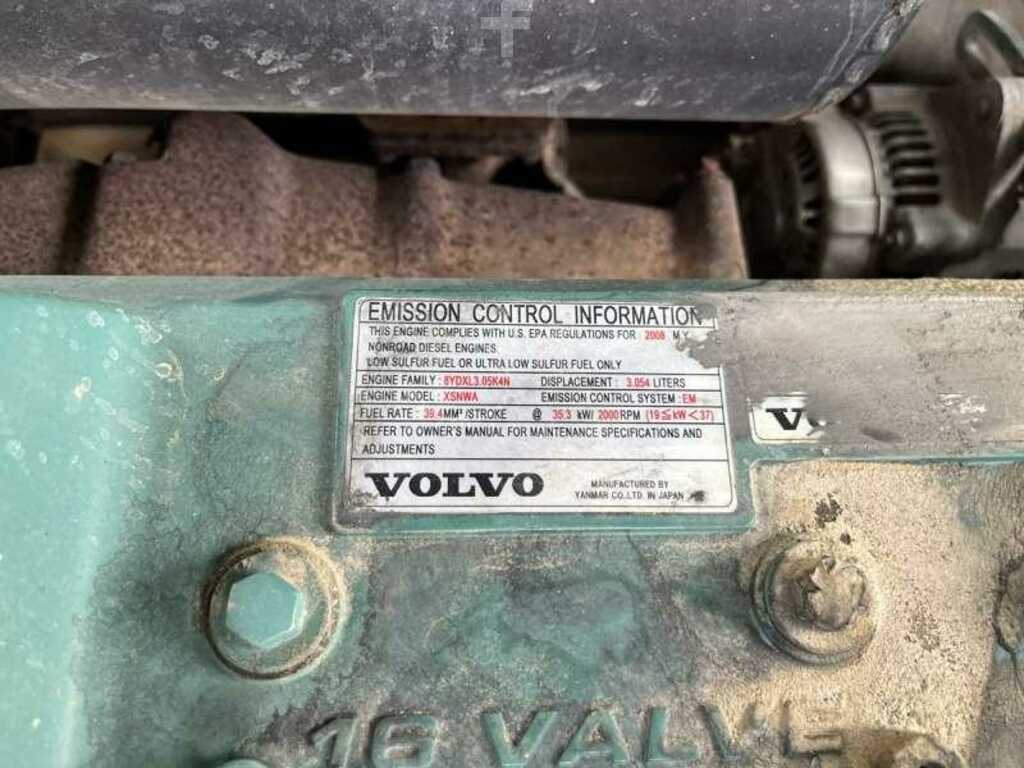 EMISSION CONTROL INFORMATION
THIS ENGINE COMPLIES WITH U.S. EPA REGULATIONS FOR 2008 M.Y.
NONROAD DIESEL ENGINES.
LOW SULFUR FUEL OR ULTRA LOW SULFUR FUEL ONLY
ENGINE FAMILY : 8YDXL3.05K4N DISPLACEMENT : 3.054 LITERS
ENGINE MODEL : XSNWA EMISSION CONTROL SYSTEM : EM
FUEL RATE : 39.4MM³/STROKE @ 35.3 kW/ 2000RPM (19≦kW<37)
REFER TO OWNER'S MANUAL FOR MAINTENANCE SPECIFICATIONS AND
ADJUSTMENTS
VOLVO MANUFACTURED BY
YANMAR CO.,LTD. IN JAPAN
V
16 VALVE